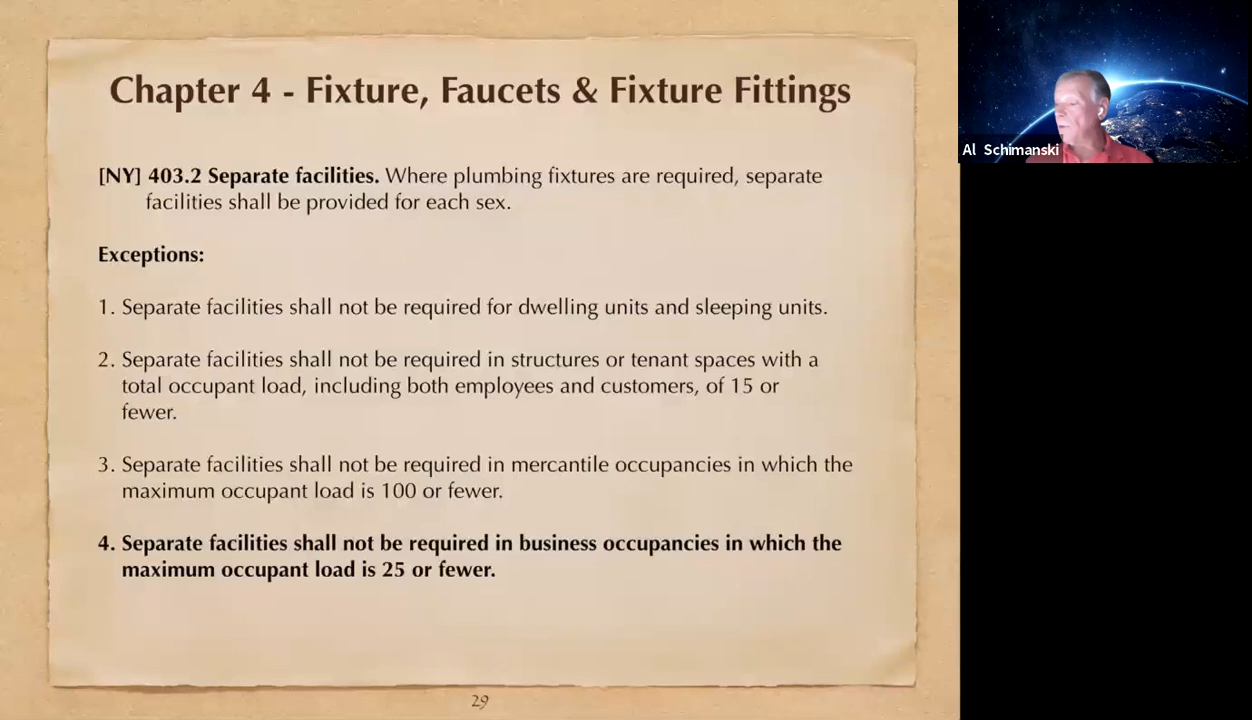 Chapter 4 - Fixture, Faucets & Fixture Fittings
[NY] 403.2 Separate facilities. Where plumbing fixtures are required, separate
facilities shall be provided for each sex.
Exceptions:
1. Separate facilities shall not be required for dwelling units and sleeping units.
2. Separate facilities shall not be required in structures or tenant spaces with a
total occupant load, including both employees and customers, of 15 or
fewer.
3. Separate facilities shall not be required in mercantile occupancies in which the
maximum occupant load is 100 or fewer.
4. Separate facilities shall not be required in business occupancies in which the
maximum occupant load is 25 or fewer.
29
Al Schimanski